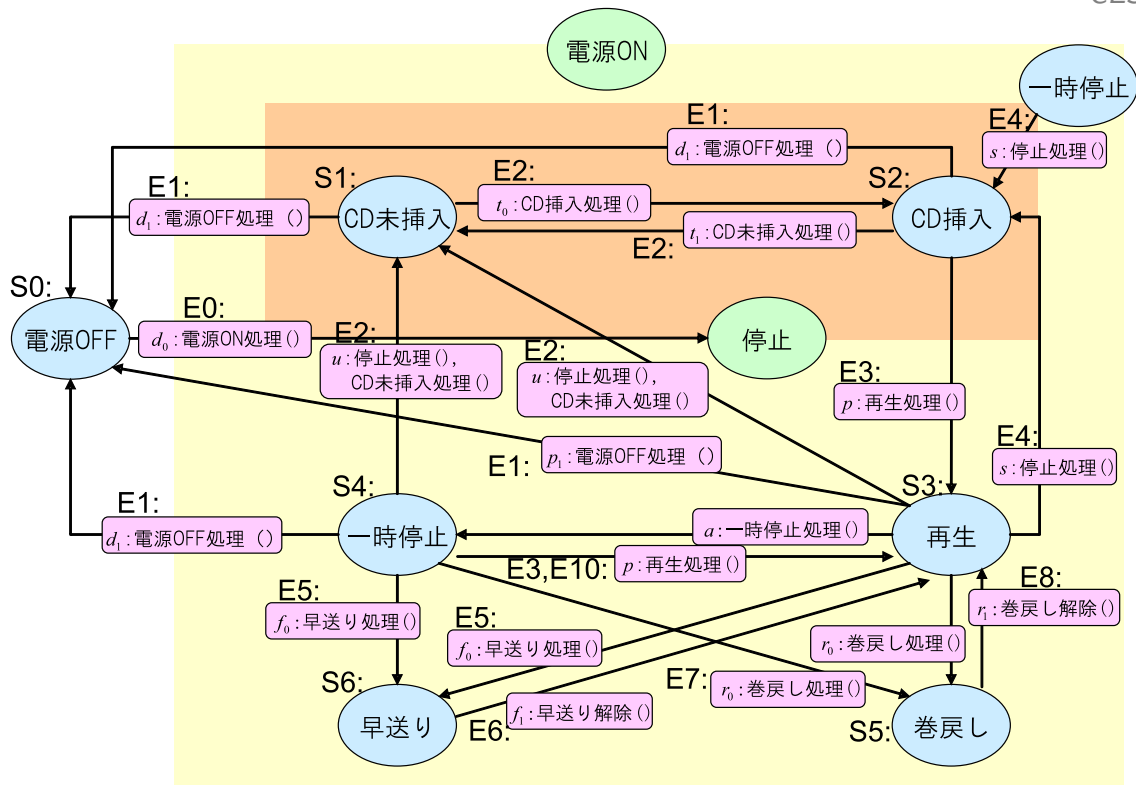 電源ON
一時停止
E1:
E4:
d₁:電源OFF処理 ()
s:停止処理()
S1:
E2:
S2:
E1:
CD未挿入
t₀:CD挿入処理()
CD挿入
d₁:電源OFF処理 ()
t₁:CD未挿入処理()
E2:
S0:
E0:
電源OFF
d₀:電源ON処理()
停止
E2:
u:停止処理(),
CD未挿入処理()
E2:
u:停止処理(),
CD未挿入処理()
E3:
p:再生処理()
E4:
s:停止処理()
p₁:電源OFF処理 ()
E1:
S4:
S3:
E1:
d₁:電源OFF処理 ()
一時停止
a:一時停止処理()
再生
E3,E10:
p:再生処理()
E8:
r₁:巻戻し解除()
E5:
f₀:早送り処理()
E5:
f₀:早送り処理()
r₀:巻戻し処理()
S6:
E7:
r₀:巻戻し処理()
早送り
E6:
f₁:早送り解除()
S5:
巻戻し